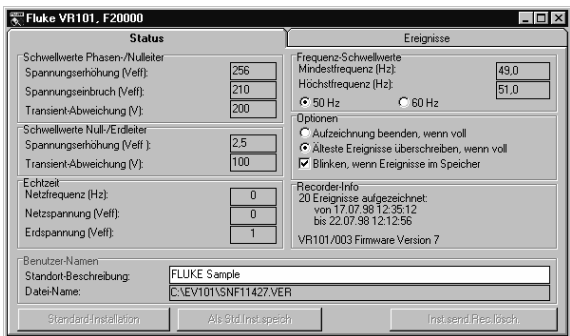 Fluke VR101, F20000
Status
Ereignisse
Schwellwerte Phasen-/Nulleiter
Spannungserhöhung (Veff): 256
Spannungseinbruch (Veff): 210
Transient-Abweichung (V): 200
Schwellwerte Null-/Erdleiter
Spannungserhöhung (Veff ): 2,5
Transient-Abweichung (V): 100
Echtzeit
Netzfrequenz (Hz): 0
Netzspannung (Veff): 0
Erdspannung (Veff): 1
Frequenz-Schwellwerte
Mindestfrequenz (Hz): 49,0
Höchstfrequenz (Hz): 51,0
50 Hz 60 Hz
Optionen
Aufzeichnung beenden, wenn voll
Älteste Ereignisse überschreiben, wenn voll
Blinken, wenn Ereignisse im Speicher
Recorder-Info
20 Ereignisse aufgezeichnet:
von 17.07.98 12:35:12
bis 22.07.98 12:12:56
VR101/003 Firmware Version 7
Benutzer-Namen
Standort-Beschreibung: FLUKE Sample
Datei-Name: C:\EV101\SNF11427.VER
Standard-Installation
Als Std.Inst.speich
Inst.send.Rec.lösch.